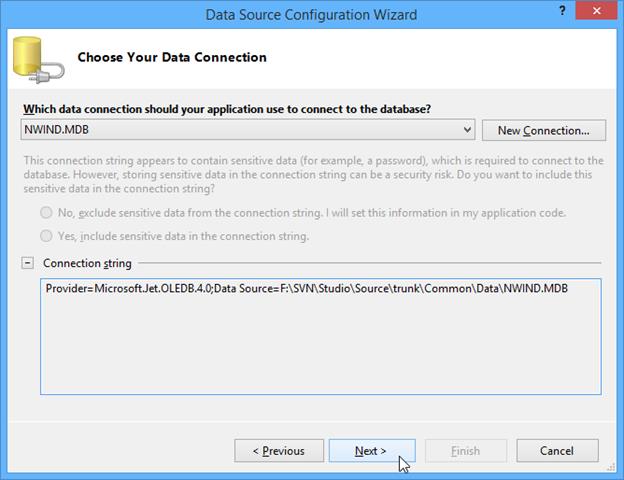 Data Source Configuration Wizard
?
Choose Your Data Connection
Which data connection should your application use to connect to the database?
NWIND.MDB
New Connection...
This connection string appears to contain sensitive data (for example, a password), which is required to connect to the
database. However, storing sensitive data in the connection string can be a security risk. Do you want to include this
sensitive data in the connection string?
No, exclude sensitive data from the connection string. I will set this information in my application code.
Yes, include sensitive data in the connection string.
Connection string
Provider=Microsoft.Jet.OLEDB.4.0;Data Source=F:\SVN\Studio\Source\trunk\Common\Data\NWIND.MDB
< Previous
Next >
Finish
Cancel